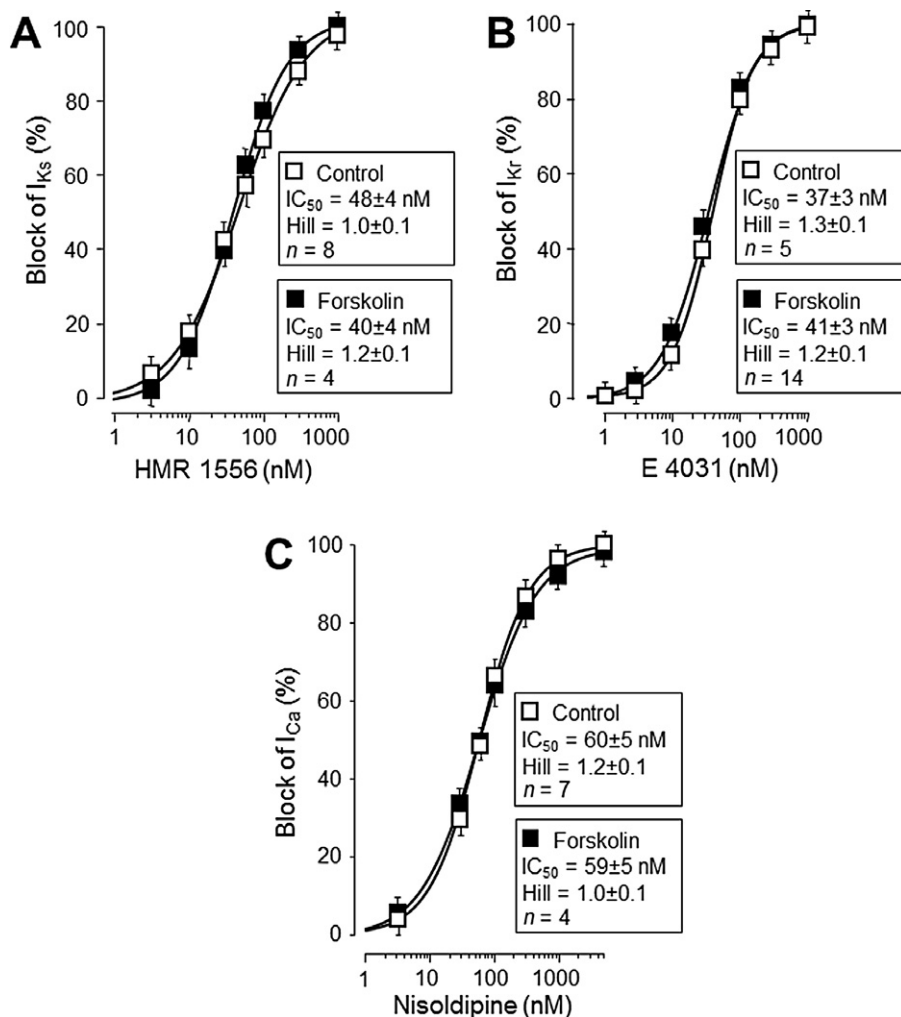 A
Block of I_Ks (%)
100
80
60
40
20
0
□ Control
IC50 = 48±4 nM
Hill = 1.0±0.1
n = 8
■ Forskolin
IC50 = 40±4 nM
Hill = 1.2±0.1
n = 4
1 10 100 1000
HMR 1556 (nM)
B
Block of I_Kr (%)
100
80
60
40
20
0
□ Control
IC50 = 37±3 nM
Hill = 1.3±0.1
n = 5
■ Forskolin
IC50 = 41±3 nM
Hill = 1.2±0.1
n = 14
1 10 100 1000
E 4031 (nM)
C
Block of I_Ca (%)
100
80
60
40
20
0
□ Control
IC50 = 60±5 nM
Hill = 1.2±0.1
n = 7
■ Forskolin
IC50 = 59±5 nM
Hill = 1.0±0.1
n = 4
1 10 100 1000
Nisoldipine (nM)